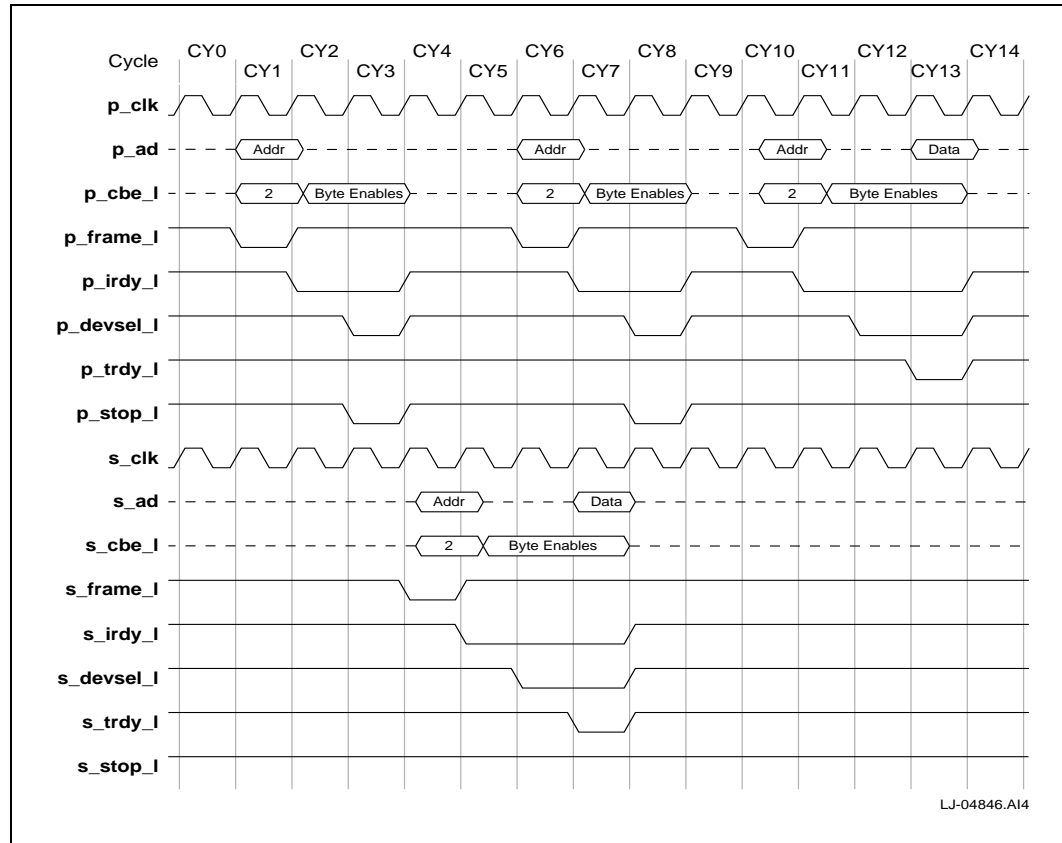 Cycle CY0 CY2 CY4 CY6 CY8 CY10 CY12 CY14
CY1 CY3 CY5 CY7 CY9 CY11 CY13
p_clk
p_ad Addr Addr Addr Data
p_cbe_l 2 Byte Enables 2 Byte Enables 2 Byte Enables
p_frame_l
p_irdy_l
p_devsel_l
p_trdy_l
p_stop_l
s_clk
s_ad Addr Data
s_cbe_l 2 Byte Enables
s_frame_l
s_irdy_l
s_devsel_l
s_trdy_l
s_stop_l
LJ-04846.AI4